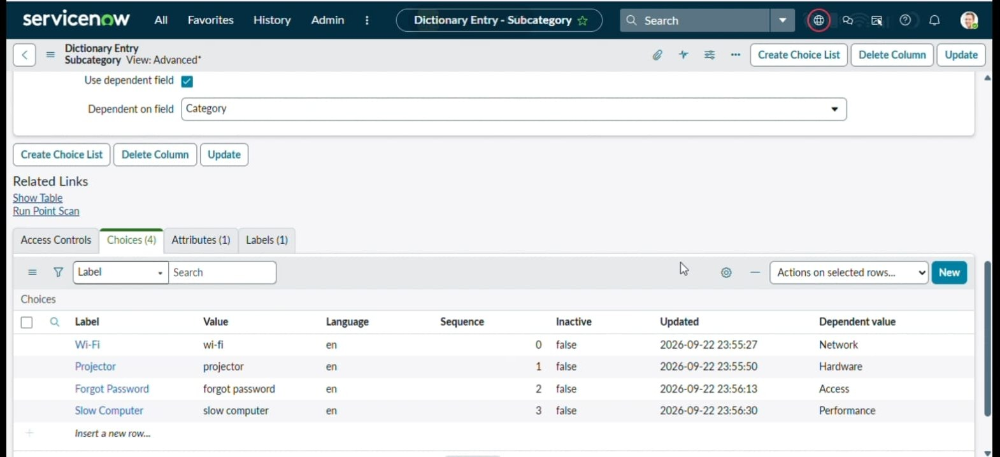 servicenow All Favorites History Admin Dictionary Entry - Subcategory Search
Dictionary Entry
Subcategory View: Advanced*
Create Choice List Delete Column Update
Use dependent field
Dependent on field Category
Create Choice List Delete Column Update
Related Links
Show Table
Run Point Scan
Access Controls Choices (4) Attributes (1) Labels (1)
Label Search Actions on selected rows... New
Choices
Label Value Language Sequence Inactive Updated Dependent value
Wi-Fi wi-fi en 0 false 2026-09-22 23:55:27 Network
Projector projector en 1 false 2026-09-22 23:55:50 Hardware
Forgot Password forgot password en 2 false 2026-09-22 23:56:13 Access
Slow Computer slow computer en 3 false 2026-09-22 23:56:30 Performance
Insert a new row...